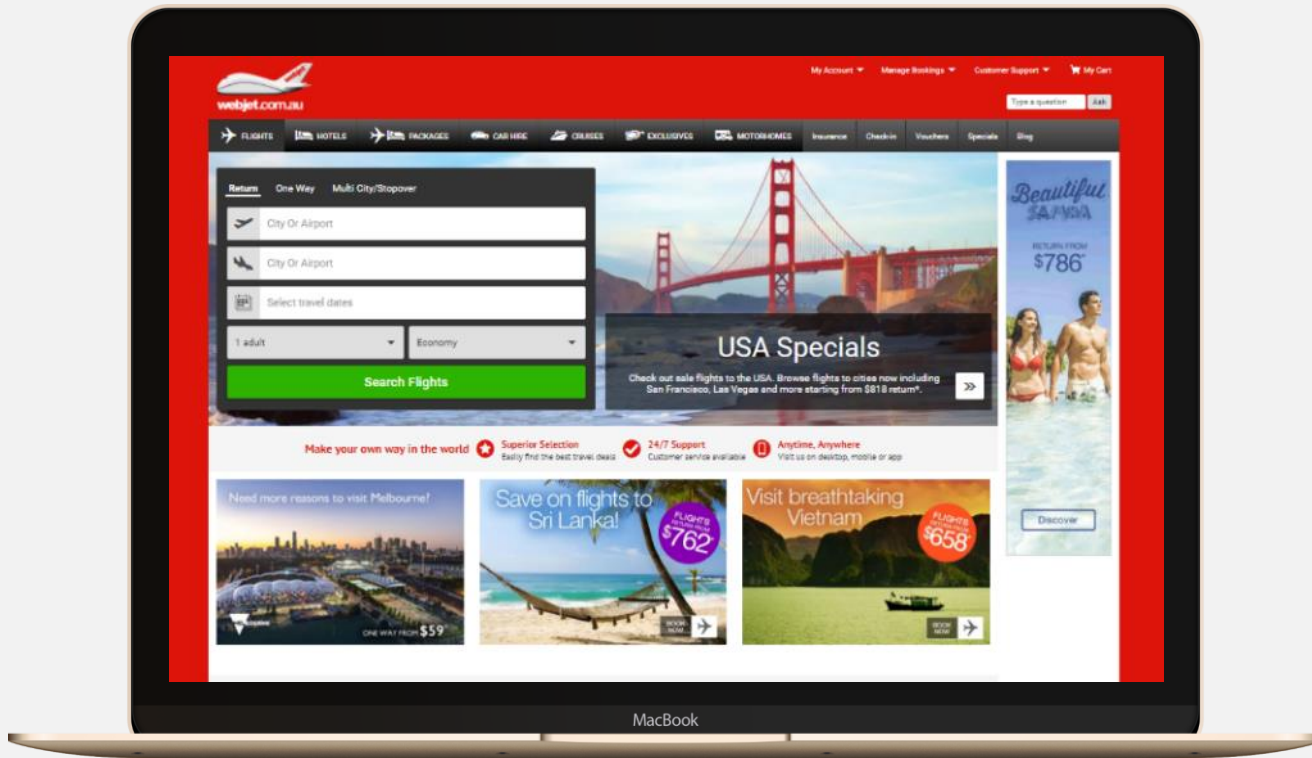 My Account
Manage Bookings
Customer Support
My Cart
webjet.com.au
Type a question
Ask
FLIGHTS
HOTELS
PACKAGES
CAR HIRE
CRUISES
EXCLUSIVES
MOTORHOMES
Insurance
Check-in
Vouchers
Specials
Blog
Return
One Way
Multi City/Stopover
City Or Airport
City Or Airport
Select travel dates
1 adult
Economy
Search Flights
USA Specials
Check out sale flights to the USA. Browse flights to cities now including
San Francisco, Las Vegas and more starting from $818 return*.
Beautiful
SAMOA
RETURN FROM
$786*
Discover
Make your own way in the world
Superior Selection
Easily find the best travel deals
24/7 Support
Customer service available
Anytime, Anywhere
Visit us on desktop, mobile or app
Need more reasons to visit Melbourne!
ONE WAY FROM $59*
Save on flights to
Sri Lanka!
FLIGHTS
RETURN FROM
$762*
BOOK
NOW
Visit breathtaking
Vietnam
FLIGHTS
RETURN FROM
$658*
BOOK
NOW
MacBook